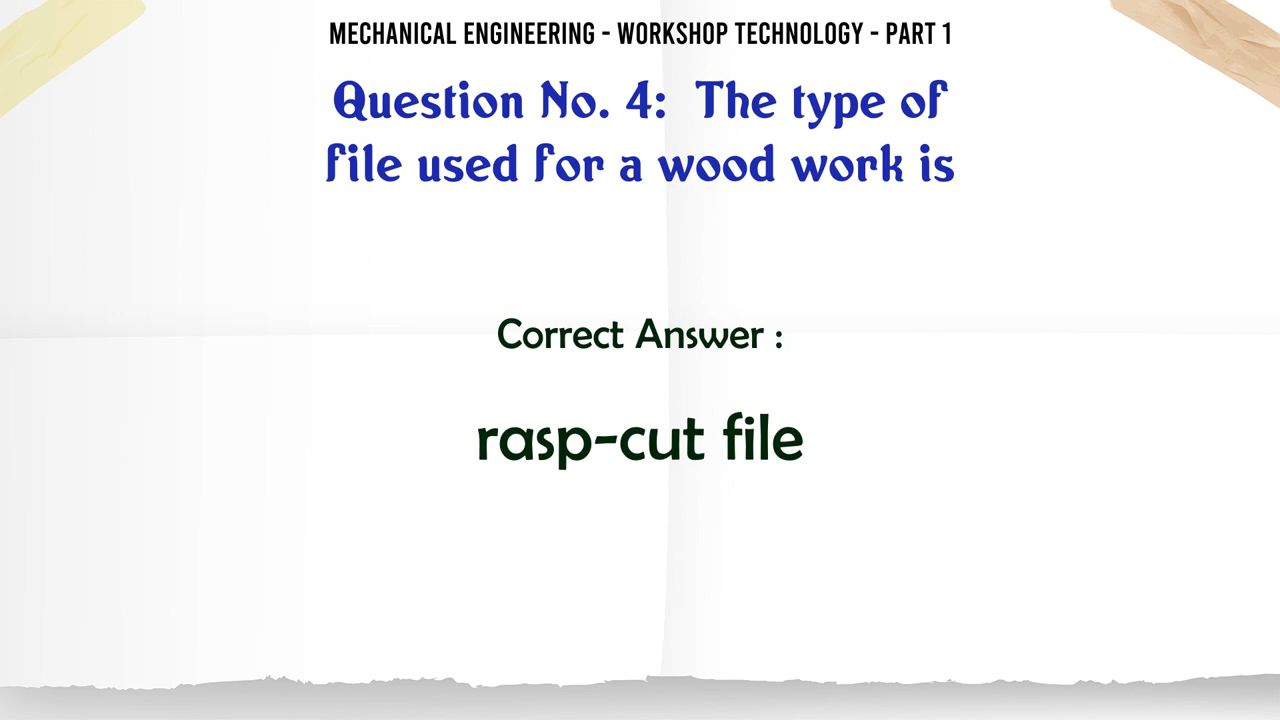 MECHANICAL ENGINEERING - WORKSHOP TECHNOLOGY - PART 1
Question No. 4: The type of
file used for a wood work is
Correct Answer :
rasp-cut file